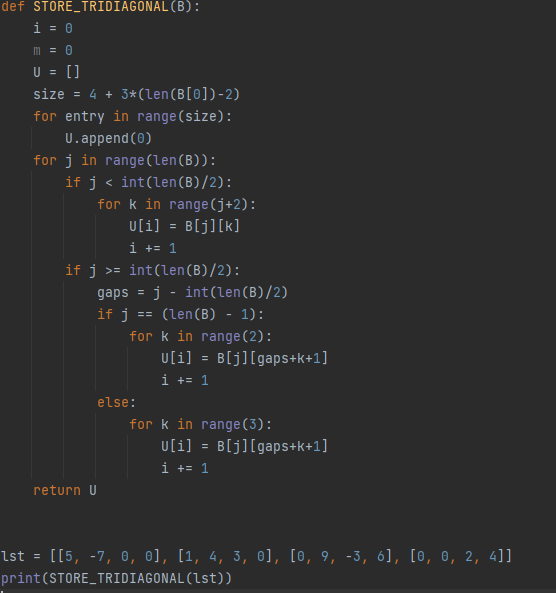 def STORE_TRIDIAGONAL(B):
    i = 0
    m = 0
    U = []
    size = 4 + 3*(len(B[0])-2)
    for entry in range(size):
        U.append(0)
    for j in range(len(B)):
        if j < int(len(B)/2):
            for k in range(j+2):
                U[i] = B[j][k]
                i += 1
        if j >= int(len(B)/2):
            gaps = j - int(len(B)/2)
            if j == (len(B) - 1):
                for k in range(2):
                    U[i] = B[j][gaps+k+1]
                    i += 1
            else:
                for k in range(3):
                    U[i] = B[j][gaps+k+1]
                    i += 1
    return U
lst = [[5, -7, 0, 0], [1, 4, 3, 0], [0, 9, -3, 6], [0, 0, 2, 4]]
print(STORE_TRIDIAGONAL(lst))